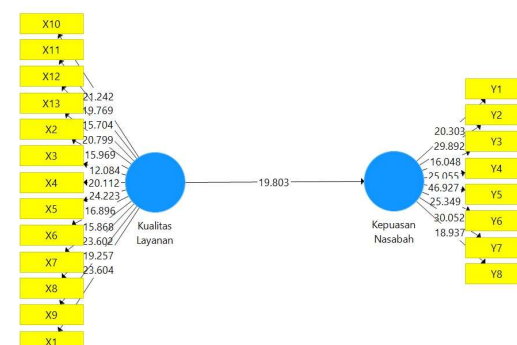 X10
X11
X12
X13
X2
X3
X4
X5
X6
X7
X8
X9
X1
21.242
19.769
15.704
20.799
15.969
12.084
20.112
24.223
16.896
15.868
23.602
19.257
23.604
Kualitas
Layanan
19.803
Kepuasan
Nasabah
20.303
29.892
16.048
25.055
46.927
25.349
30.052
18.937
Y1
Y2
Y3
Y4
Y5
Y6
Y7
Y8